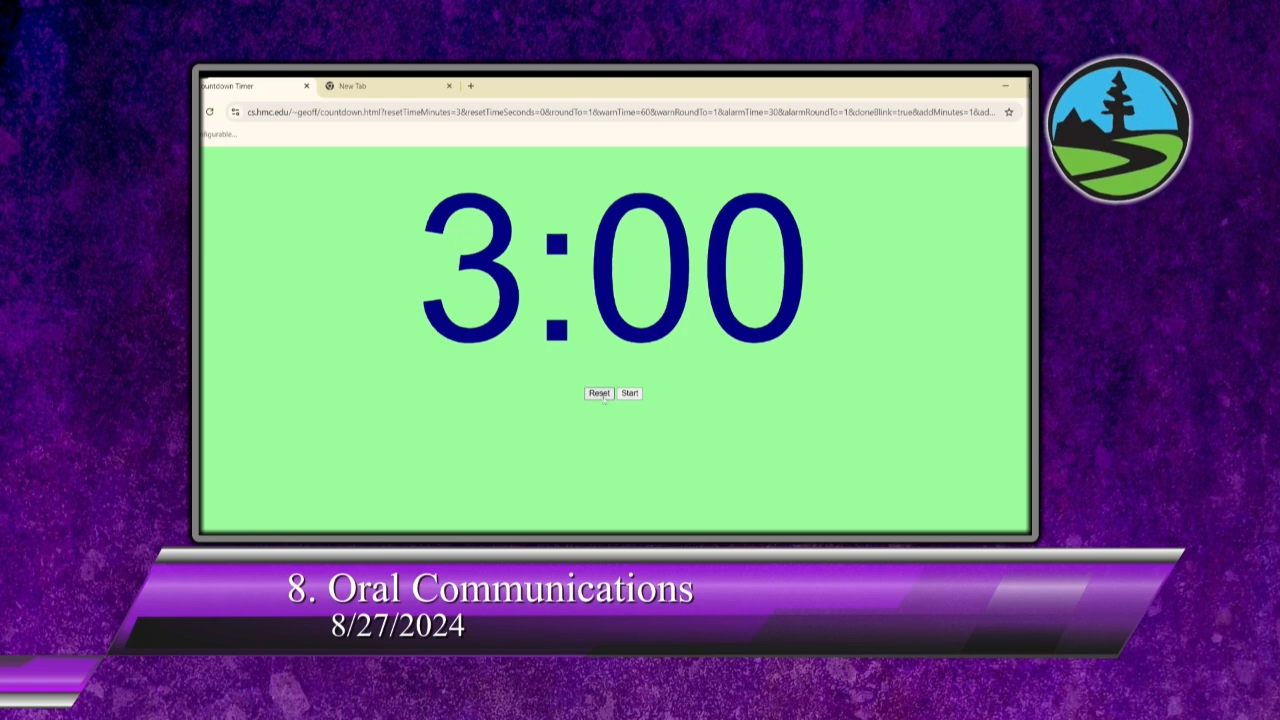 ountdown Timer
New Tab
cs.hmc.edu/~geoff/countdown.html?resetTimeMinutes=3&resetTimeSeconds=0&roundTo=1&warnTime=60&warnRoundTo=1&alarmTime=30&alarmRoundTo=1&doneBlink=true&addMinutes=1&ad...
nfigurable...
3:00
Reset Start
8. Oral Communications
8/27/2024